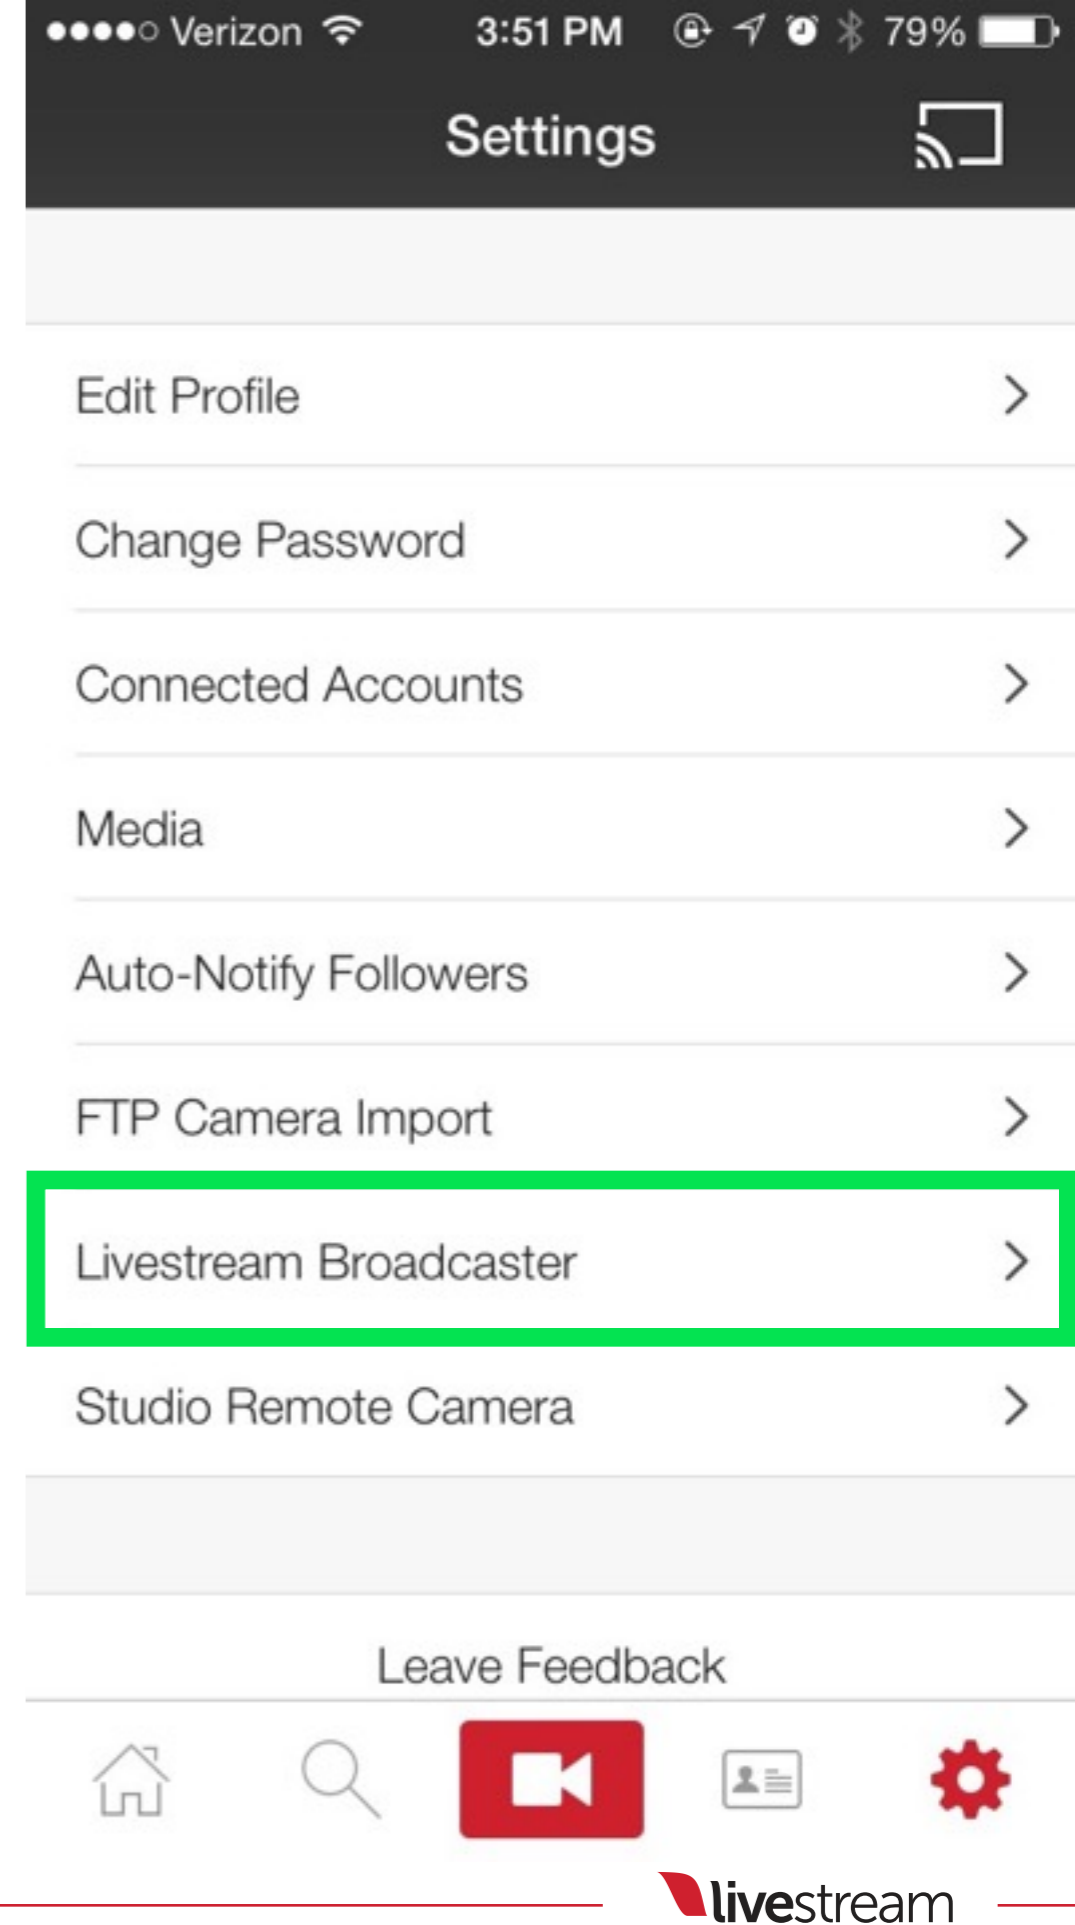 Verizon 3:51 PM 79%
Settings
Edit Profile
Change Password
Connected Accounts
Media
Auto-Notify Followers
FTP Camera Import
Livestream Broadcaster
Studio Remote Camera
Leave Feedback
livestream